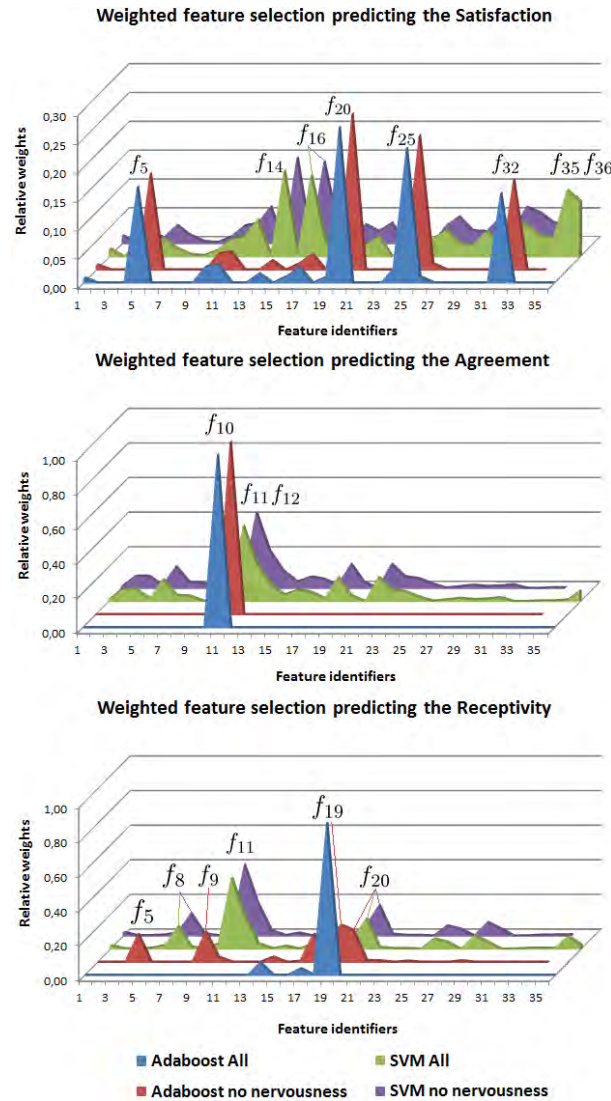 Weighted feature selection predicting the Satisfaction
0,30
0,25
0,20
0,15
0,10
0,05
0,00
Relative weights
f5
f14
f16
f20
f25
f32
f35 f36
1 3 5 7 9 11 13 15 17 19 21 23 25 27 29 31 33 35
Feature identifiers
Weighted feature selection predicting the Agreement
1,00
0,80
0,60
0,40
0,20
0,00
Relative weights
f10
f11 f12
1 3 5 7 9 11 13 15 17 19 21 23 25 27 29 31 33 35
Feature identifiers
Weighted feature selection predicting the Receptivity
1,00
0,80
0,60
0,40
0,20
0,00
Relative weights
f5
f8
f9
f11
f19
f20
1 3 5 7 9 11 13 15 17 19 21 23 25 27 29 31 33 35
Feature identifiers
Adaboost All
SVM All
Adaboost no nervousness
SVM no nervousness